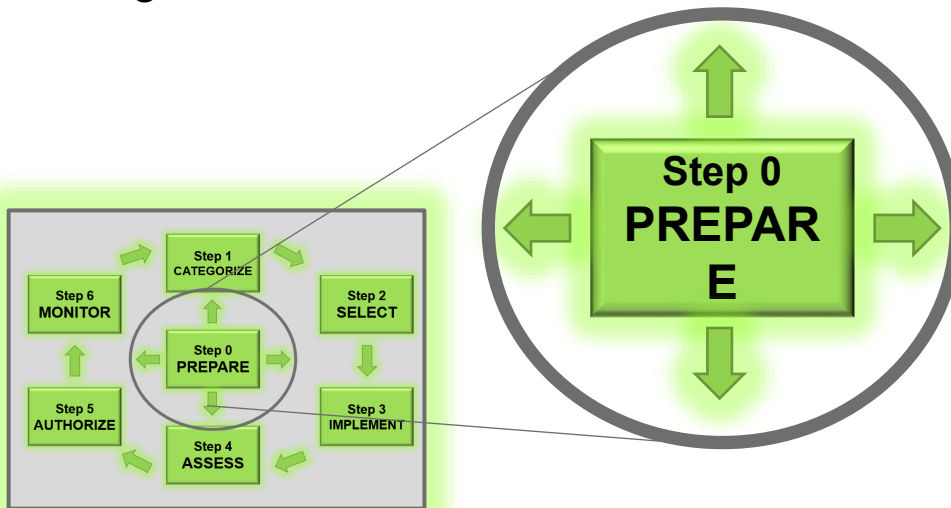 Step 0
PREPAR
E
Step 1
CATEGORIZE
Step 6
MONITOR
Step 2
SELECT
Step 0
PREPARE
Step 5
AUTHORIZE
Step 3
IMPLEMENT
Step 4
ASSESS